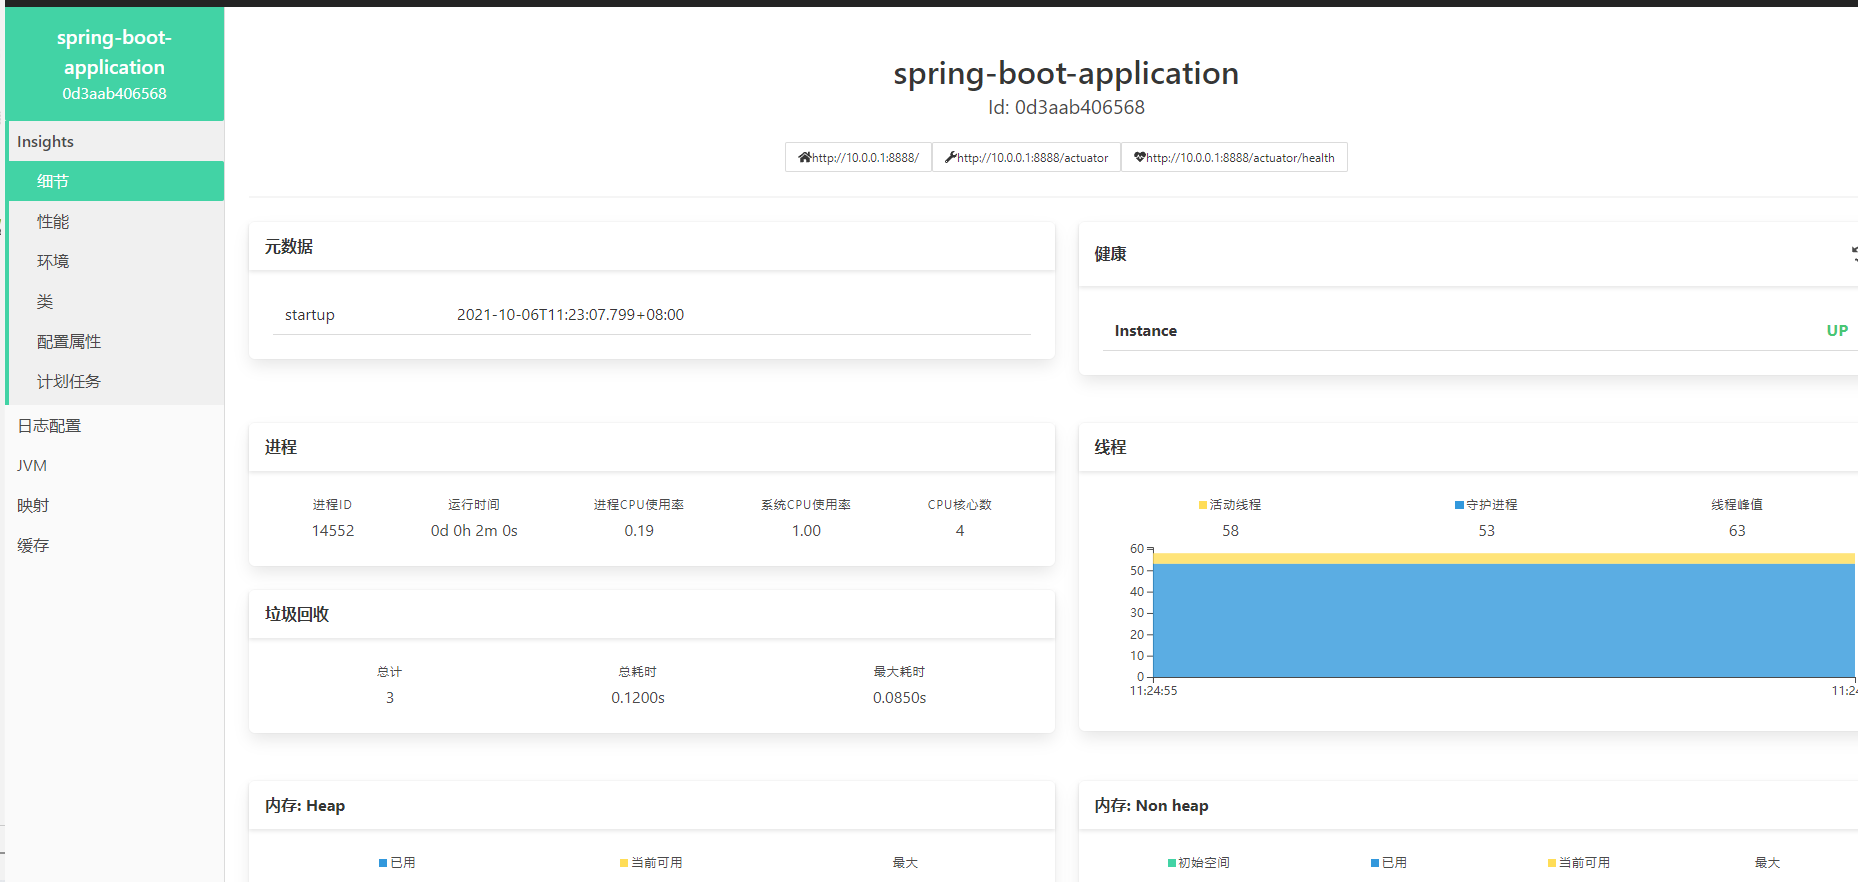 spring-boot-
application
0d3aab406568
Insights
细节
性能
环境
类
配置属性
计划任务
日志配置
JVM
映射
缓存
spring-boot-application
Id: 0d3aab406568
http://10.0.0.1:8888/ http://10.0.0.1:8888/actuator http://10.0.0.1:8888/actuator/health
元数据
startup 2021-10-06T11:23:07.799+08:00
健康
Instance UP
进程
进程ID 运行时间 进程CPU使用率 系统CPU使用率 CPU核心数
14552 0d 0h 2m 0s 0.19 1.00 4
垃圾回收
总计 总耗时 最大耗时
3 0.1200s 0.0850s
线程
活动线程 守护进程 线程峰值
58 53 63
60
50
40
30
20
10
0
11:24:55 11:24
内存: Heap
已用 当前可用 最大
内存: Non heap
初始空间 已用 当前可用 最大